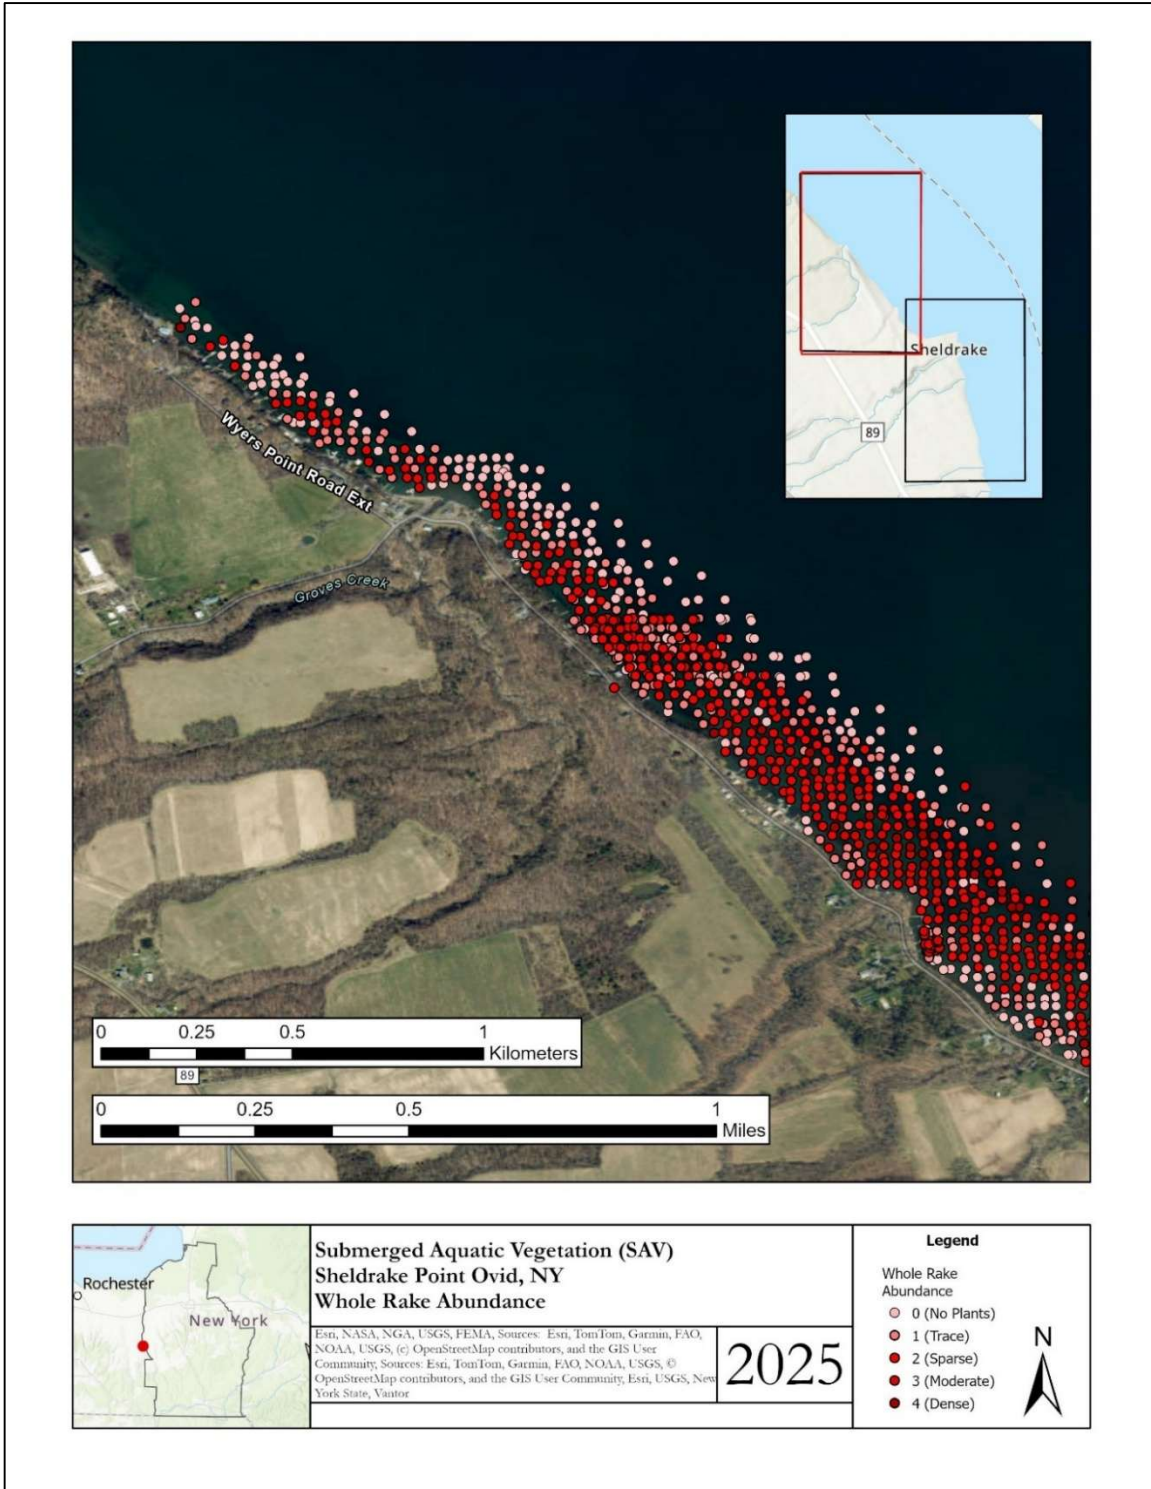 Sheldrake
89
Wyers Point Road Ext
Groves Creek
0 0.25 0.5 1
Kilometers
89
0 0.25 0.5 1
Miles
Rochester
New York
Submerged Aquatic Vegetation (SAV)
Sheldrake Point Ovid, NY
Whole Rake Abundance
Esri, NASA, NGA, USGS, FEMA, Sources: Esri, TomTom, Garmin, FAO,
NOAA, USGS, (c) OpenStreetMap contributors, and the GIS User
Community, Sources: Esri, TomTom, Garmin, FAO, NOAA, USGS, ©
OpenStreetMap contributors, and the GIS User Community, Esri, USGS, New
York State, Vantor
2025
Legend
Whole Rake
Abundance
0 (No Plants)
1 (Trace)
2 (Sparse)
3 (Moderate)
4 (Dense)
N